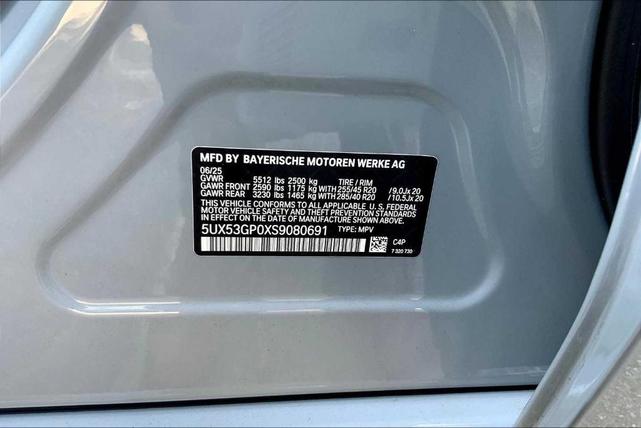 MFD BY BAYERISCHE MOTOREN WERKE AG
06/25
GVWR 5512 lbs 2500 kg TIRE / RIM
GAWR FRONT 2590 lbs 1175 kg WITH 255/45 R20 /9.0Jx 20
GAWR REAR 3230 lbs 1465 kg WITH 285/40 R20 /10.5Jx 20
THIS VEHICLE CONFORMS TO ALL APPLICABLE U.S. FEDERAL
MOTOR VEHICLE SAFETY, BUMPER, AND THEFT PREVENTION
STANDARDS IN EFFECT ON THE DATE OF MANUFACTURE SHOWN ABOVE.
5UX53GP0XS9080691 TYPE: MPV
C4P
7 320 730